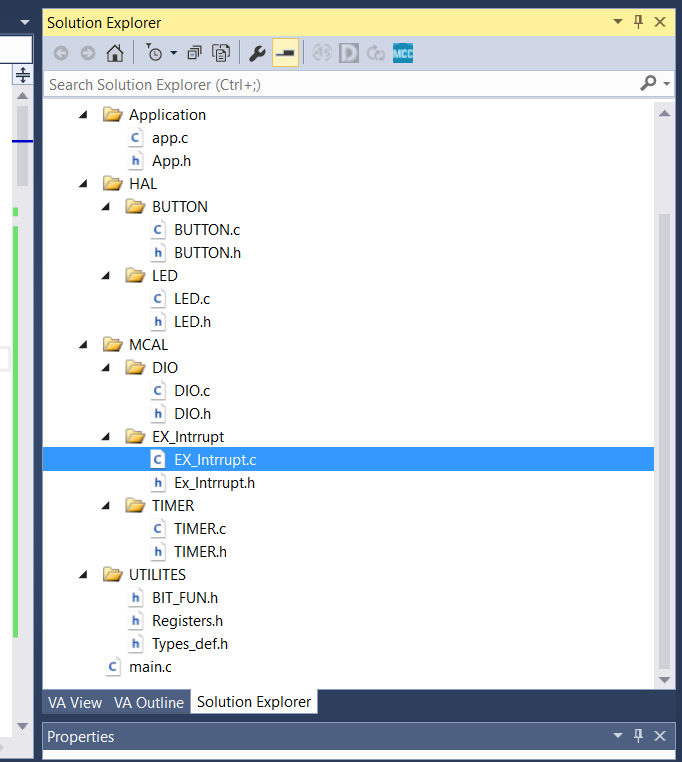 Solution Explorer
MCC
Search Solution Explorer (Ctrl+;)
Application
C app.c
h App.h
HAL
BUTTON
C BUTTON.c
h BUTTON.h
LED
C LED.c
h LED.h
MCAL
DIO
C DIO.c
h DIO.h
EX_Intrrupt
C EX_Intrrupt.c
h Ex_Intrrupt.h
TIMER
C TIMER.c
h TIMER.h
UTILITES
h BIT_FUN.h
h Registers.h
h Types_def.h
C main.c
VA View VA Outline Solution Explorer
Properties